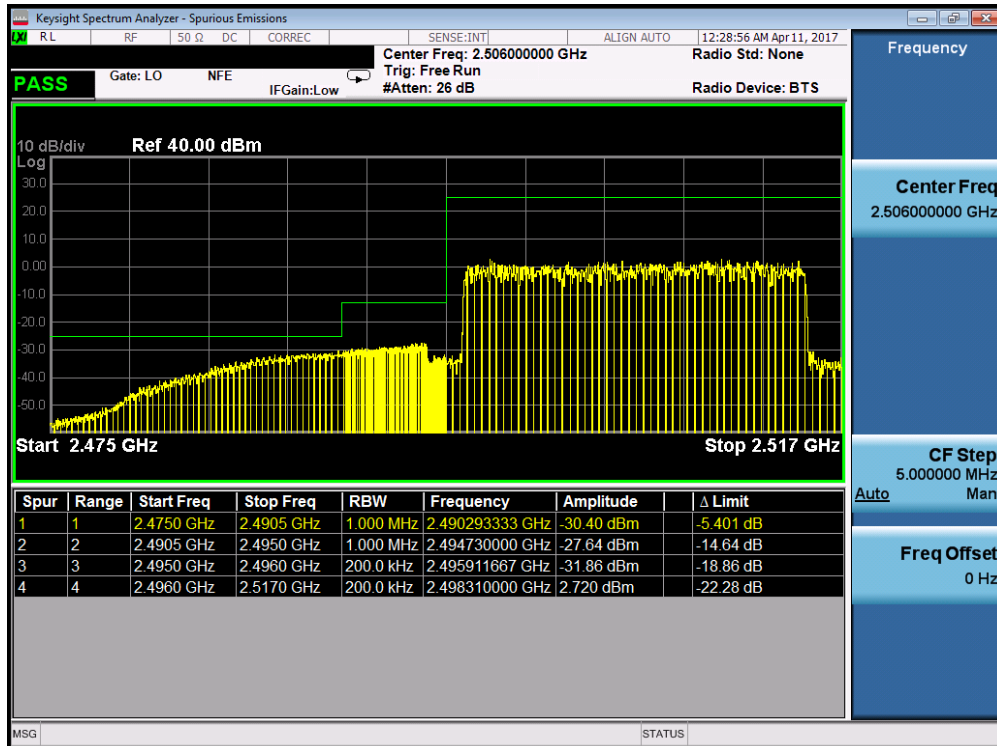 Keysight Spectrum Analyzer - Spurious Emissions
LXI RL RF 50 Ω DC CORREC SENSE:INT ALIGN AUTO 12:28:56 AM Apr 11, 2017
Center Freq: 2.506000000 GHz Radio Std: None
Trig: Free Run
PASS Gate: LO NFE IFGain:Low #Atten: 26 dB Radio Device: BTS
10 dB/div Ref 40.00 dBm
Log
30.0
20.0
10.0
0.00
-10.0
-20.0
-30.0
-40.0
-50.0
Start 2.475 GHz Stop 2.517 GHz
Spur Range Start Freq Stop Freq RBW Frequency Amplitude Δ Limit
1 1 2.4750 GHz 2.4905 GHz 1.000 MHz 2.490293333 GHz -30.40 dBm -5.401 dB
2 2 2.4905 GHz 2.4950 GHz 1.000 MHz 2.494730000 GHz -27.64 dBm -14.64 dB
3 3 2.4950 GHz 2.4960 GHz 200.0 kHz 2.495911667 GHz -31.86 dBm -18.86 dB
4 4 2.4960 GHz 2.5170 GHz 200.0 kHz 2.498310000 GHz 2.720 dBm -22.28 dB
MSG STATUS
Frequency
Center Freq
2.506000000 GHz
CF Step
5.000000 MHz
Auto Man
Freq Offset
0 Hz